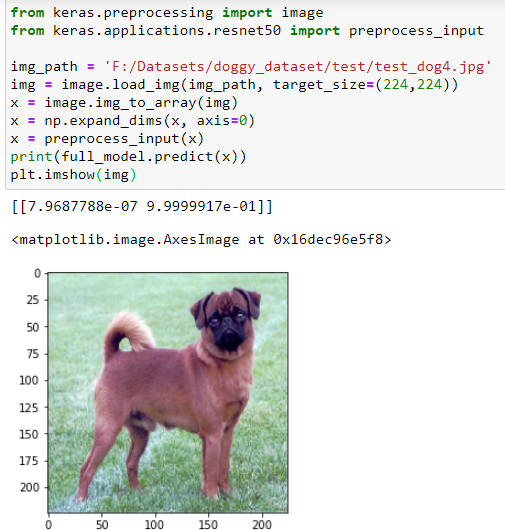 from keras.preprocessing import image
from keras.applications.resnet50 import preprocess_input
img_path = 'F:/Datasets/doggy_dataset/test/test_dog4.jpg'
img = image.load_img(img_path, target_size=(224,224))
x = image.img_to_array(img)
x = np.expand_dims(x, axis=0)
x = preprocess_input(x)
print(full_model.predict(x))
plt.imshow(img)
[[7.9687788e-07 9.9999917e-01]]
<matplotlib.image.AxesImage at 0x16dec96e5f8>
0
25
50
75
100
125
150
175
200
0 50 100 150 200